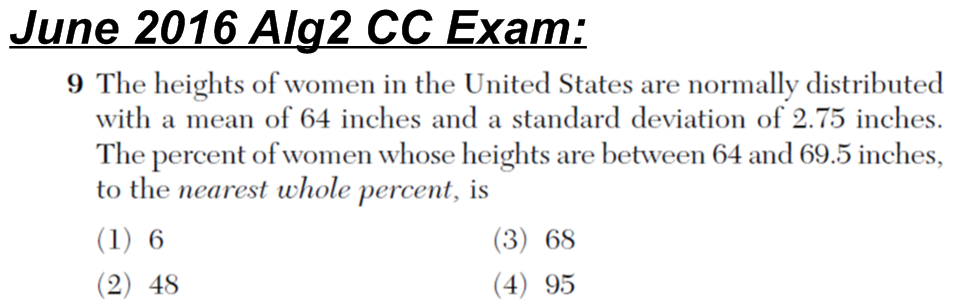 June 2016 Alg2 CC Exam:
9 The heights of women in the United States are normally distributed
with a mean of 64 inches and a standard deviation of 2.75 inches.
The percent of women whose heights are between 64 and 69.5 inches,
to the nearest whole percent, is
(1) 6 (3) 68
(2) 48 (4) 95